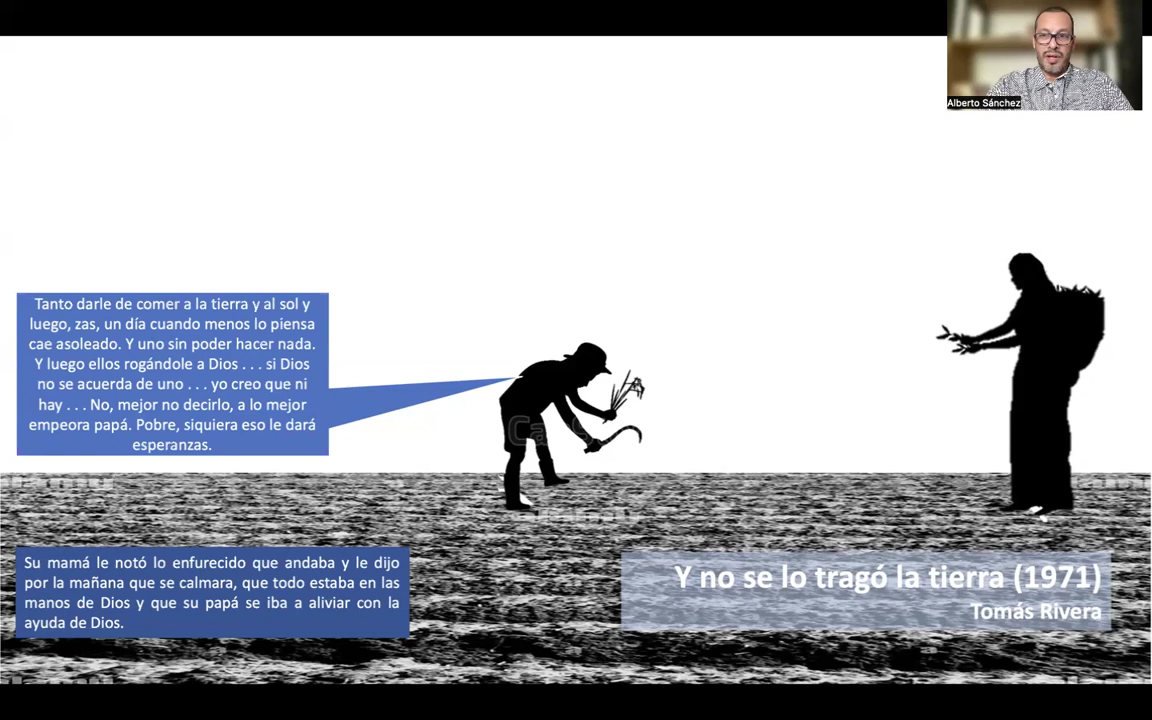 Alberto Sánchez
Tanto darle de comer a la tierra y al sol y
luego, zas, un día cuando menos lo piensa
cae asoleado. Y uno sin poder hacer nada.
Y luego ellos rogándole a Dios . . . si Dios
no se acuerda de uno . . . yo creo que ni
hay . . . No, mejor no decirlo, a lo mejor
empeora papá. Pobre, siquiera eso le dará
esperanzas.
Su mamá le notó lo enfurecido que andaba y le dijo
por la mañana que se calmara, que todo estaba en las
manos de Dios y que su papá se iba a aliviar con la
ayuda de Dios.
Y no se lo tragó la tierra (1971)
Tomás Rivera